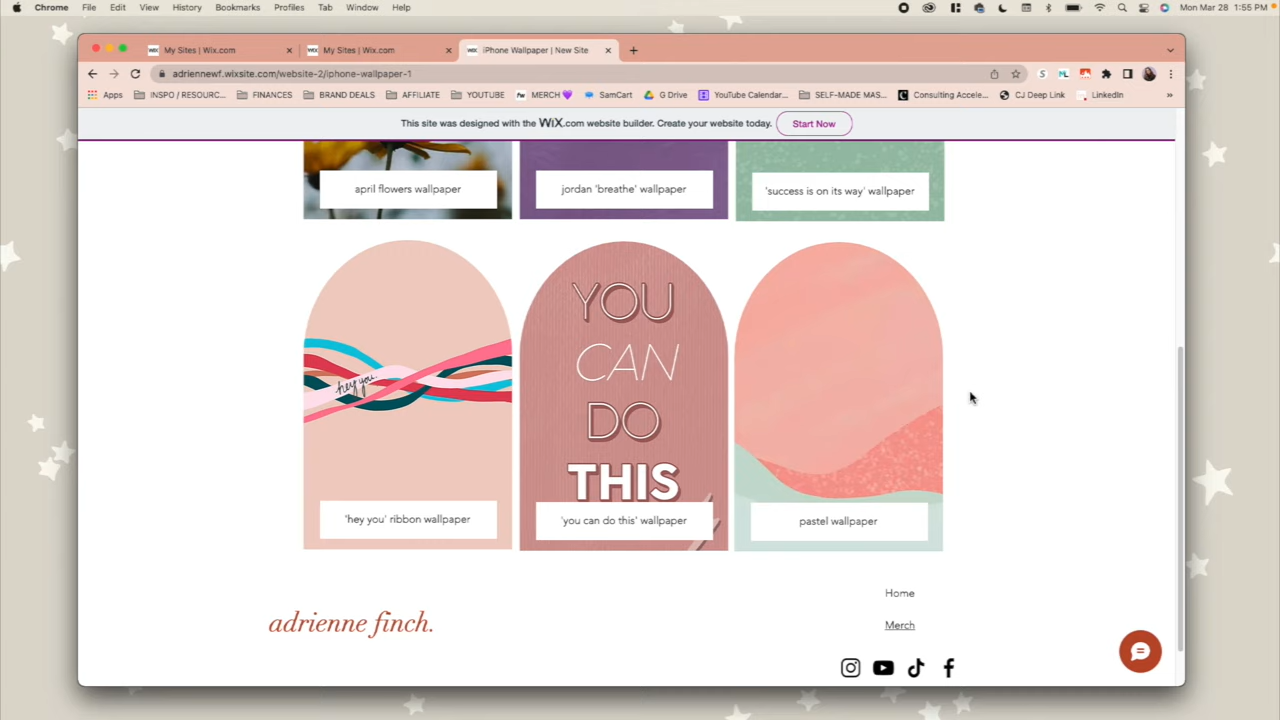 Chrome File Edit View History Bookmarks Profiles Tab Window Help Mon Mar 28 1:55 PM
WiX My Sites | Wix.com WiX My Sites | Wix.com WiX iPhone Wallpaper | New Site
adriennewf.wixsite.com/website-2/iphone-wallpaper-1
Apps INSPO / RESOURC... FINANCES BRAND DEALS AFFILIATE YOUTUBE MERCH💜 SamCart G Drive YouTube Calendar... SELF-MADE MAS... Consulting Accele... CJ Deep Link LinkedIn »
This site was designed with the WiX.com website builder. Create your website today. Start Now
april flowers wallpaper
jordan 'breathe' wallpaper
'success is on its way' wallpaper
hey you.
YOU
CAN
DO
THIS
'hey you' ribbon wallpaper
'you can do this' wallpaper
pastel wallpaper
Home
adrienne finch.
Merch